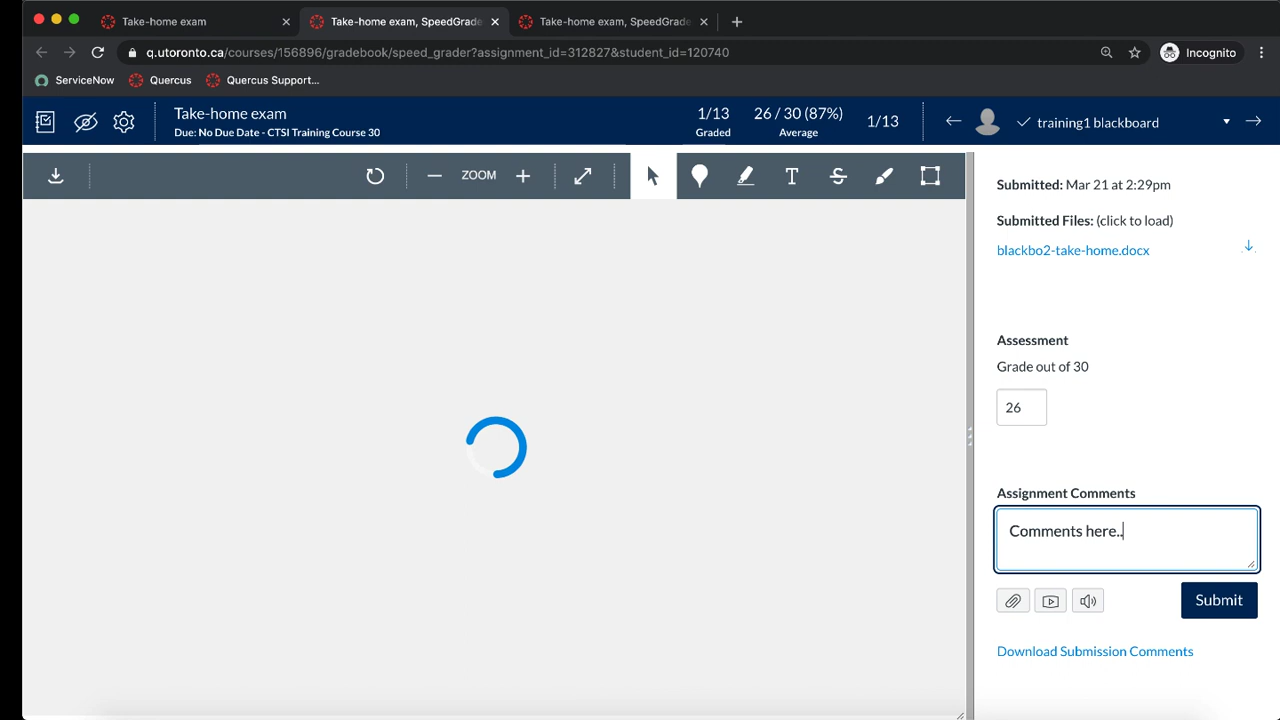 Take-home exam
Take-home exam, SpeedGrade
Take-home exam, SpeedGrade
q.utoronto.ca/courses/156896/gradebook/speed_grader?assignment_id=312827&student_id=120740
Incognito
ServiceNow
Quercus
Quercus Support...
Take-home exam
Due: No Due Date - CTSI Training Course 30
1/13
Graded
26 / 30 (87%)
Average
1/13
training1 blackboard
ZOOM
T
S
Submitted: Mar 21 at 2:29pm
Submitted Files: (click to load)
blackbo2-take-home.docx
Assessment
Grade out of 30
26
Assignment Comments
Comments here..
Submit
Download Submission Comments